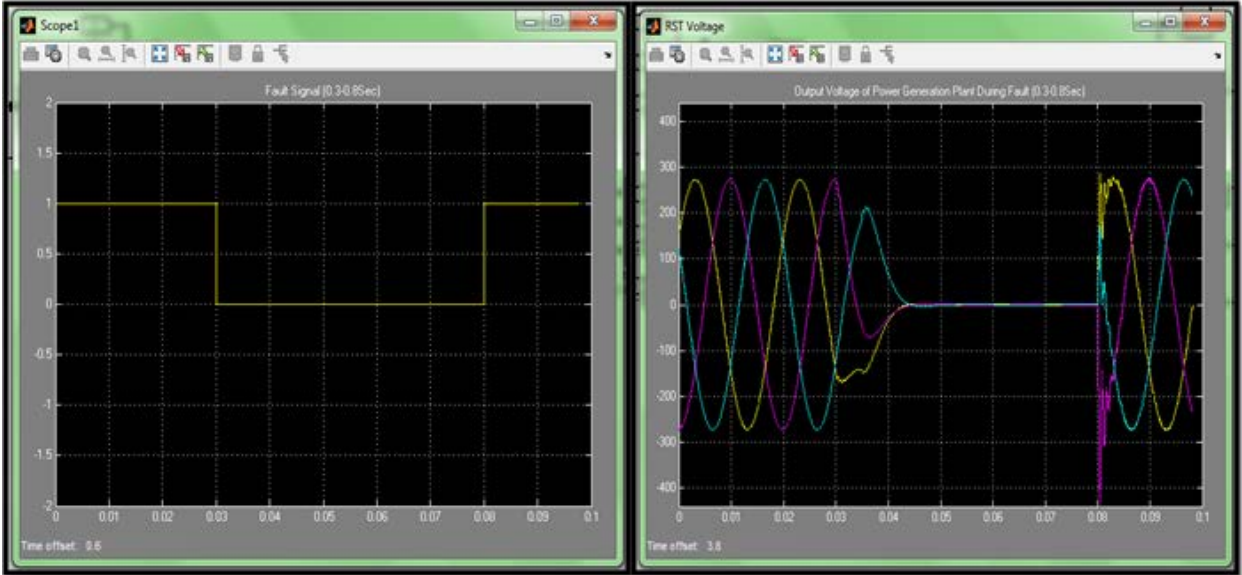 Scope1
Fault Signal (0.3-0.8Sec)
2
1.5
1
0.5
0
-0.5
-1
-1.5
-2
0 0.01 0.02 0.03 0.04 0.05 0.06 0.07 0.08 0.09 0.1
Time offset: 0.6
RST Voltage
Output Voltage of Power Generation Plant During Fault (0.3-0.8Sec)
400
300
200
100
0
-100
-200
-300
-400
0 0.01 0.02 0.03 0.04 0.05 0.06 0.07 0.08 0.09 0.1
Time offset: 3.8